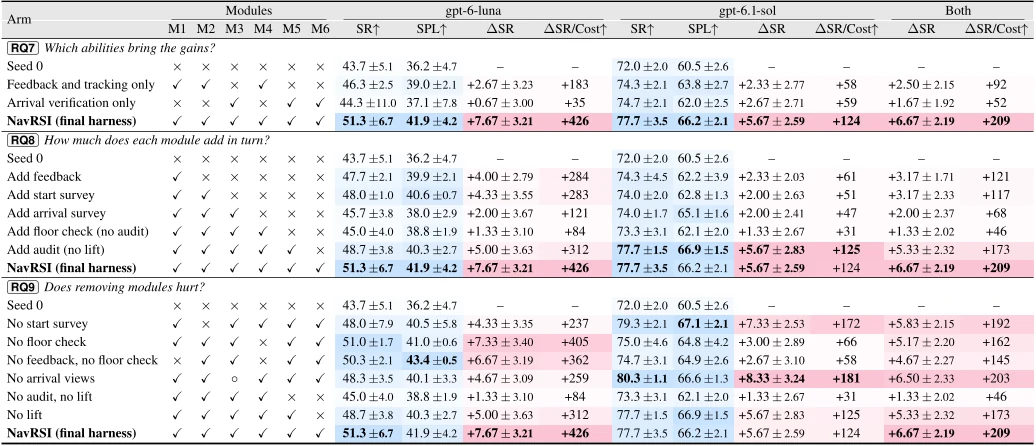 Arm Modules gpt-6-luna gpt-6.1-sol Both
M1 M2 M3 M4 M5 M6 SR↑ SPL↑ ΔSR ΔSR/Cost↑ SR↑ SPL↑ ΔSR ΔSR/Cost↑ ΔSR ΔSR/Cost↑
RQ7 Which abilities bring the gains?
Seed 0 × × × × × × 43.7 ±5.1 36.2 ±4.7 – – 72.0 ±2.0 60.5 ±2.6 – – – –
Feedback and tracking only ✓ ✓ × ✓ × × 46.3 ±2.5 39.0 ±2.1 +2.67 ± 3.23 +183 74.3 ±2.1 63.8 ±2.7 +2.33 ± 2.77 +58 +2.50 ± 2.15 +92
Arrival verification only × × ✓ × ✓ ✓ 44.3 ±11.0 37.1 ±7.8 +0.67 ± 3.00 +35 74.7 ±2.1 62.0 ±2.5 +2.67 ± 2.71 +59 +1.67 ± 1.92 +52
NavRSI (final harness) ✓ ✓ ✓ ✓ ✓ ✓ 51.3 ±6.7 41.9 ±4.2 +7.67 ± 3.21 +426 77.7 ±3.5 66.2 ±2.1 +5.67 ± 2.59 +124 +6.67 ± 2.19 +209
RQ8 How much does each module add in turn?
Seed 0 × × × × × × 43.7 ±5.1 36.2 ±4.7 – – 72.0 ±2.0 60.5 ±2.6 – – – –
Add feedback ✓ × × × × × 47.7 ±2.1 39.9 ±2.1 +4.00 ± 2.79 +284 74.3 ±4.5 62.2 ±3.9 +2.33 ± 2.03 +61 +3.17 ± 1.71 +121
Add start survey ✓ ✓ × × × × 48.0 ±1.0 40.6 ±0.7 +4.33 ± 3.55 +283 74.0 ±2.0 62.8 ±1.3 +2.00 ± 2.63 +51 +3.17 ± 2.33 +117
Add arrival survey ✓ ✓ ✓ × × × 45.7 ±3.8 38.0 ±2.9 +2.00 ± 3.67 +121 74.0 ±1.7 65.1 ±1.6 +2.00 ± 2.41 +47 +2.00 ± 2.37 +68
Add floor check (no audit) ✓ ✓ ✓ ✓ × × 45.0 ±4.0 38.8 ±1.9 +1.33 ± 3.10 +84 73.3 ±3.1 62.1 ±2.0 +1.33 ± 2.67 +31 +1.33 ± 2.02 +46
Add audit (no lift) ✓ ✓ ✓ ✓ ✓ × 48.7 ±3.8 40.3 ±2.7 +5.00 ± 3.63 +312 77.7 ±1.5 66.9 ±1.5 +5.67 ± 2.83 +125 +5.33 ± 2.32 +173
NavRSI (final harness) ✓ ✓ ✓ ✓ ✓ ✓ 51.3 ±6.7 41.9 ±4.2 +7.67 ± 3.21 +426 77.7 ±3.5 66.2 ±2.1 +5.67 ± 2.59 +124 +6.67 ± 2.19 +209
RQ9 Does removing modules hurt?
Seed 0 × × × × × × 43.7 ±5.1 36.2 ±4.7 – – 72.0 ±2.0 60.5 ±2.6 – – – –
No start survey ✓ × ✓ ✓ ✓ ✓ 48.0 ±7.9 40.5 ±5.8 +4.33 ± 3.35 +237 79.3 ±2.1 67.1 ±2.1 +7.33 ± 2.53 +172 +5.83 ± 2.15 +192
No floor check ✓ ✓ ✓ × ✓ ✓ 51.0 ±1.7 41.0 ±0.6 +7.33 ± 3.40 +405 75.0 ±4.6 64.8 ±4.2 +3.00 ± 2.89 +66 +5.17 ± 2.20 +162
No feedback, no floor check × ✓ ✓ × ✓ ✓ 50.3 ±2.1 43.4 ±0.5 +6.67 ± 3.19 +362 74.7 ±3.1 64.9 ±2.6 +2.67 ± 3.10 +58 +4.67 ± 2.27 +145
No arrival views ✓ ✓ ○ ✓ ✓ ✓ 48.3 ±3.5 40.1 ±3.3 +4.67 ± 3.09 +259 80.3 ±1.1 66.6 ±1.3 +8.33 ± 3.24 +181 +6.50 ± 2.33 +203
No audit, no lift ✓ ✓ ✓ ✓ × × 45.0 ±4.0 38.8 ±1.9 +1.33 ± 3.10 +84 73.3 ±3.1 62.1 ±2.0 +1.33 ± 2.67 +31 +1.33 ± 2.02 +46
No lift ✓ ✓ ✓ ✓ ✓ × 48.7 ±3.8 40.3 ±2.7 +5.00 ± 3.63 +312 77.7 ±1.5 66.9 ±1.5 +5.67 ± 2.83 +125 +5.33 ± 2.32 +173
NavRSI (final harness) ✓ ✓ ✓ ✓ ✓ ✓ 51.3 ±6.7 41.9 ±4.2 +7.67 ± 3.21 +426 77.7 ±3.5 66.2 ±2.1 +5.67 ± 2.59 +124 +6.67 ± 2.19 +209